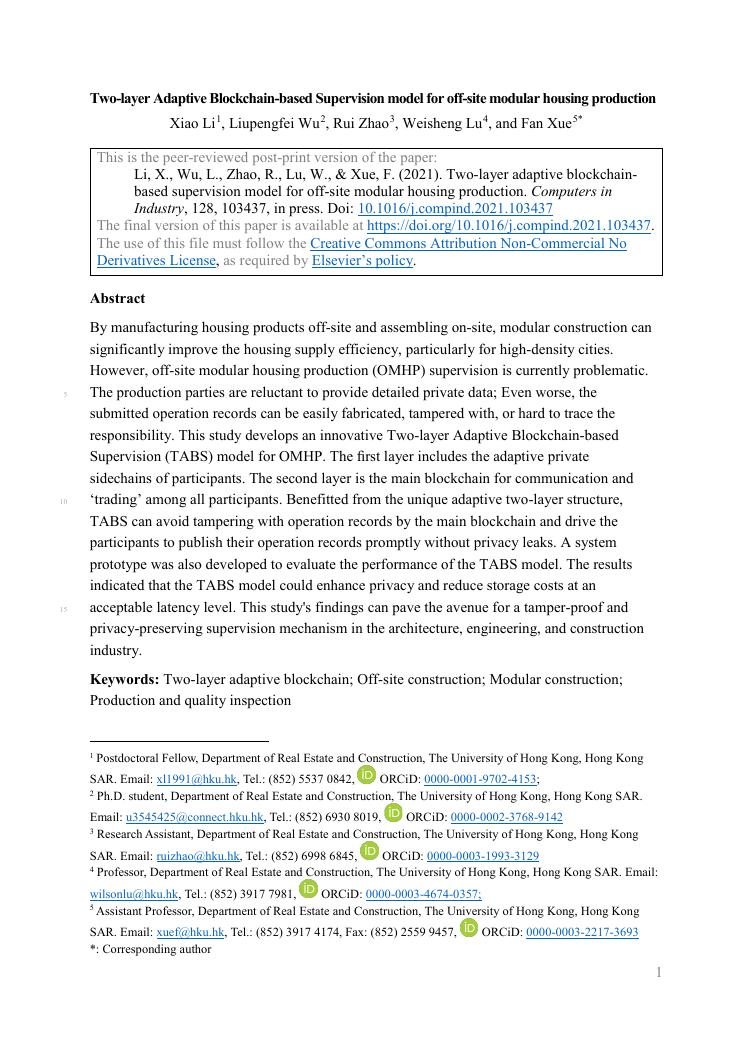 Two-layer Adaptive Blockchain-based Supervision model for off-site modular housing production
Xiao Li1, Liupengfei Wu2, Rui Zhao3, Weisheng Lu4, and Fan Xue5*
This is the peer-reviewed post-print version of the paper:
Li, X., Wu, L., Zhao, R., Lu, W., & Xue, F. (2021). Two-layer adaptive blockchain-
based supervision model for off-site modular housing production. Computers in
Industry, 128, 103437, in press. Doi: 10.1016/j.compind.2021.103437
The final version of this paper is available at https://doi.org/10.1016/j.compind.2021.103437.
The use of this file must follow the Creative Commons Attribution Non-Commercial No
Derivatives License, as required by Elsevier’s policy.
Abstract
By manufacturing housing products off-site and assembling on-site, modular construction can
significantly improve the housing supply efficiency, particularly for high-density cities.
However, off-site modular housing production (OMHP) supervision is currently problematic.
5 The production parties are reluctant to provide detailed private data; Even worse, the
submitted operation records can be easily fabricated, tampered with, or hard to trace the
responsibility. This study develops an innovative Two-layer Adaptive Blockchain-based
Supervision (TABS) model for OMHP. The first layer includes the adaptive private
sidechains of participants. The second layer is the main blockchain for communication and
10 ‘trading’ among all participants. Benefitted from the unique adaptive two-layer structure,
TABS can avoid tampering with operation records by the main blockchain and drive the
participants to publish their operation records promptly without privacy leaks. A system
prototype was also developed to evaluate the performance of the TABS model. The results
indicated that the TABS model could enhance privacy and reduce storage costs at an
15 acceptable latency level. This study's findings can pave the avenue for a tamper-proof and
privacy-preserving supervision mechanism in the architecture, engineering, and construction
industry.
Keywords: Two-layer adaptive blockchain; Off-site construction; Modular construction;
Production and quality inspection
1 Postdoctoral Fellow, Department of Real Estate and Construction, The University of Hong Kong, Hong Kong
SAR. Email: xl1991@hku.hk, Tel.: (852) 5537 0842, iD ORCiD: 0000-0001-9702-4153;
2 Ph.D. student, Department of Real Estate and Construction, The University of Hong Kong, Hong Kong SAR.
Email: u3545425@connect.hku.hk, Tel.: (852) 6930 8019, iD ORCiD: 0000-0002-3768-9142
3 Research Assistant, Department of Real Estate and Construction, The University of Hong Kong, Hong Kong
SAR. Email: ruizhao@hku.hk, Tel.: (852) 6998 6845, iD ORCiD: 0000-0003-1993-3129
4 Professor, Department of Real Estate and Construction, The University of Hong Kong, Hong Kong SAR. Email:
wilsonlu@hku.hk, Tel.: (852) 3917 7981, iD ORCiD: 0000-0003-4674-0357;
5 Assistant Professor, Department of Real Estate and Construction, The University of Hong Kong, Hong Kong
SAR. Email: xuef@hku.hk, Tel.: (852) 3917 4174, Fax: (852) 2559 9457, iD ORCiD: 0000-0003-2217-3693
*: Corresponding author
1